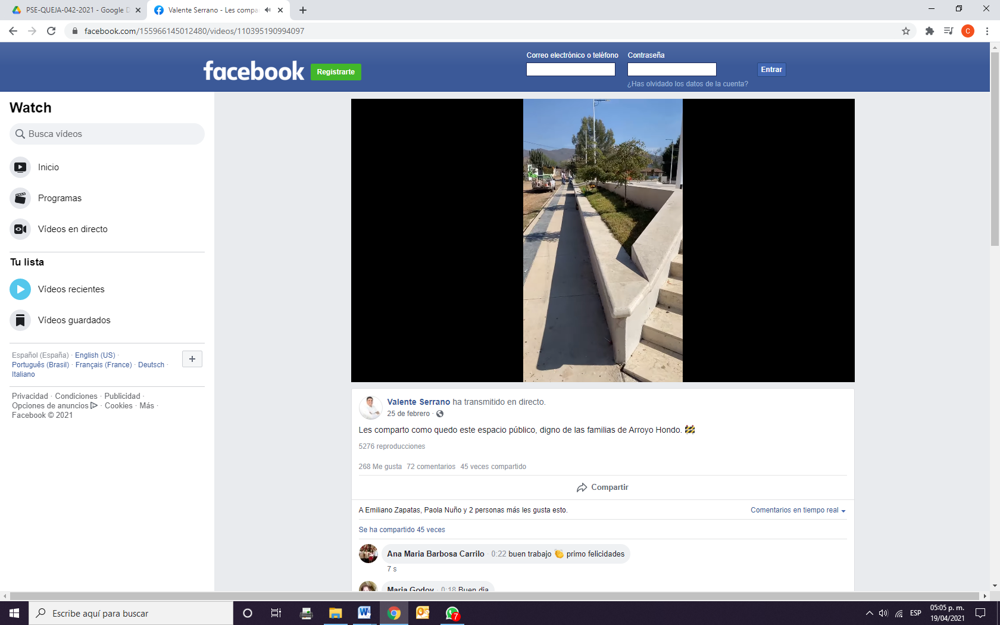 PSE-QUEJA-042-2021 - Google D
Valente Serrano - Les compa
facebook.com/155966145012480/videos/110395190994097
C
facebook
Registrarte
Correo electrónico o teléfono
Contraseña
Entrar
¿Has olvidado los datos de la cuenta?
Watch
Busca vídeos
Inicio
Programas
Vídeos en directo
Tu lista
Vídeos recientes
Vídeos guardados
Español (España) · English (US) ·
Português (Brasil) · Français (France) · Deutsch ·
Italiano
Privacidad · Condiciones · Publicidad ·
Opciones de anuncios · Cookies · Más ·
Facebook © 2021
Valente Serrano ha transmitido en directo.
25 de febrero ·
Les comparto como quedo este espacio público, digno de las familias de Arroyo Hondo. 🚧
5276 reproducciones
268 Me gusta 72 comentarios 45 veces compartido
Compartir
A Emiliano Zapatas, Paola Nuño y 2 personas más les gusta esto.
Comentarios en tiempo real
Se ha compartido 45 veces
Ana Maria Barbosa Carrilo · 0:22 buen trabajo 👏 primo felicidades
7 s
Maria Godoy · 0:18 Buen dia
Escribe aquí para buscar
7
ESP
05:05 p. m.
19/04/2021